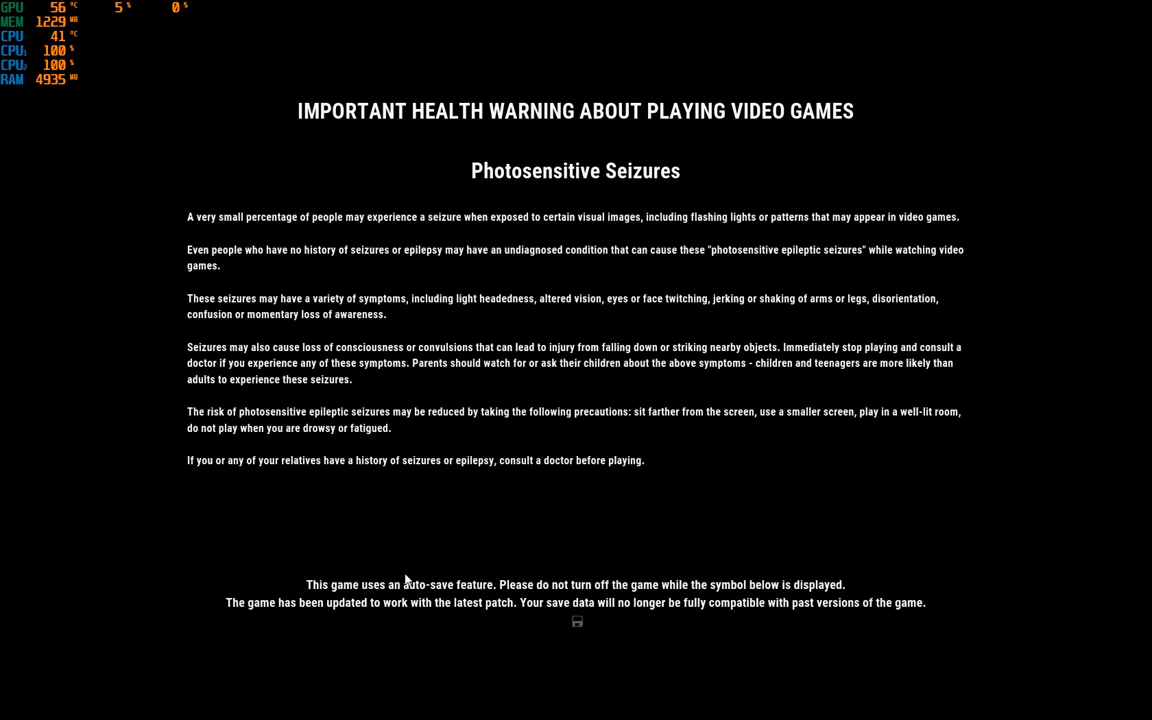 GPU 56 °C 5 % 0 %
MEM 1229 MB
CPU 41 °C
CPU1 100 %
CPU2 100 %
RAM 4935 MB
IMPORTANT HEALTH WARNING ABOUT PLAYING VIDEO GAMES
Photosensitive Seizures
A very small percentage of people may experience a seizure when exposed to certain visual images, including flashing lights or patterns that may appear in video games.
Even people who have no history of seizures or epilepsy may have an undiagnosed condition that can cause these "photosensitive epileptic seizures" while watching video
games.
These seizures may have a variety of symptoms, including light headedness, altered vision, eyes or face twitching, jerking or shaking of arms or legs, disorientation,
confusion or momentary loss of awareness.
Seizures may also cause loss of consciousness or convulsions that can lead to injury from falling down or striking nearby objects. Immediately stop playing and consult a
doctor if you experience any of these symptoms. Parents should watch for or ask their children about the above symptoms - children and teenagers are more likely than
adults to experience these seizures.
The risk of photosensitive epileptic seizures may be reduced by taking the following precautions: sit farther from the screen, use a smaller screen, play in a well-lit room,
do not play when you are drowsy or fatigued.
If you or any of your relatives have a history of seizures or epilepsy, consult a doctor before playing.
This game uses an auto-save feature. Please do not turn off the game while the symbol below is displayed.
The game has been updated to work with the latest patch. Your save data will no longer be fully compatible with past versions of the game.